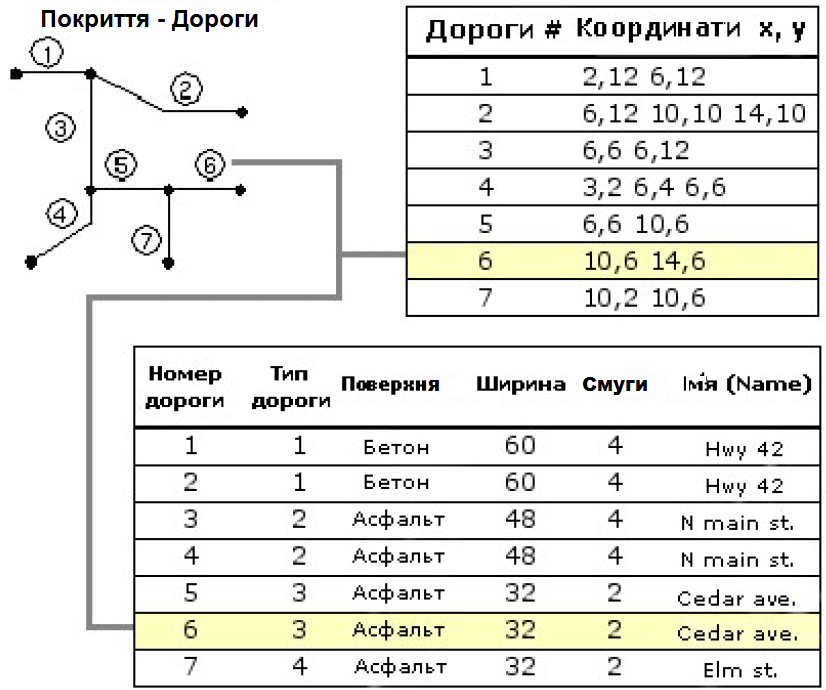 Покриття - Дороги
1
2
3
5
6
4
7
Дороги # Координати x, y
1 2,12 6,12
2 6,12 10,10 14,10
3 6,6 6,12
4 3,2 6,4 6,6
5 6,6 10,6
6 10,6 14,6
7 10,2 10,6
Номер дороги Тип дороги Поверхня Ширина Смуги Ім'я (Name)
1 1 Бетон 60 4 Hwy 42
2 1 Бетон 60 4 Hwy 42
3 2 Асфальт 48 4 N main st.
4 2 Асфальт 48 4 N main st.
5 3 Асфальт 32 2 Cedar ave.
6 3 Асфальт 32 2 Cedar ave.
7 4 Асфальт 32 2 Elm st.